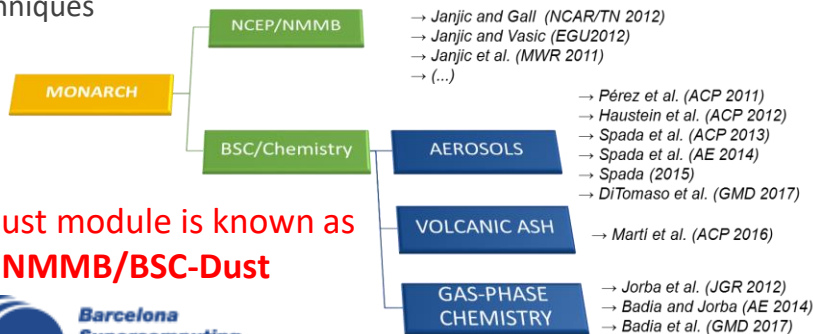 NCEP/NMMB
→ Janjic and Gall (NCAR/TN 2012)
→ Janjic and Vasic (EGU2012)
→ Janjic et al. (MWR 2011)
→ (...)
MONARCH
BSC/Chemistry
AEROSOLS
→ Pérez et al. (ACP 2011)
→ Haustein et al. (ACP 2012)
→ Spada et al. (ACP 2013)
→ Spada et al. (AE 2014)
→ Spada (2015)
→ DiTomaso et al. (GMD 2017)
ust module is known as
NMMB/BSC-Dust
VOLCANIC ASH
→ Marti et al. (ACP 2016)
GAS-PHASE
CHEMISTRY
→ Jorba et al. (JGR 2012)
→ Badia and Jorba (AE 2014)
→ Badia et al. (GMD 2017)
Barcelona